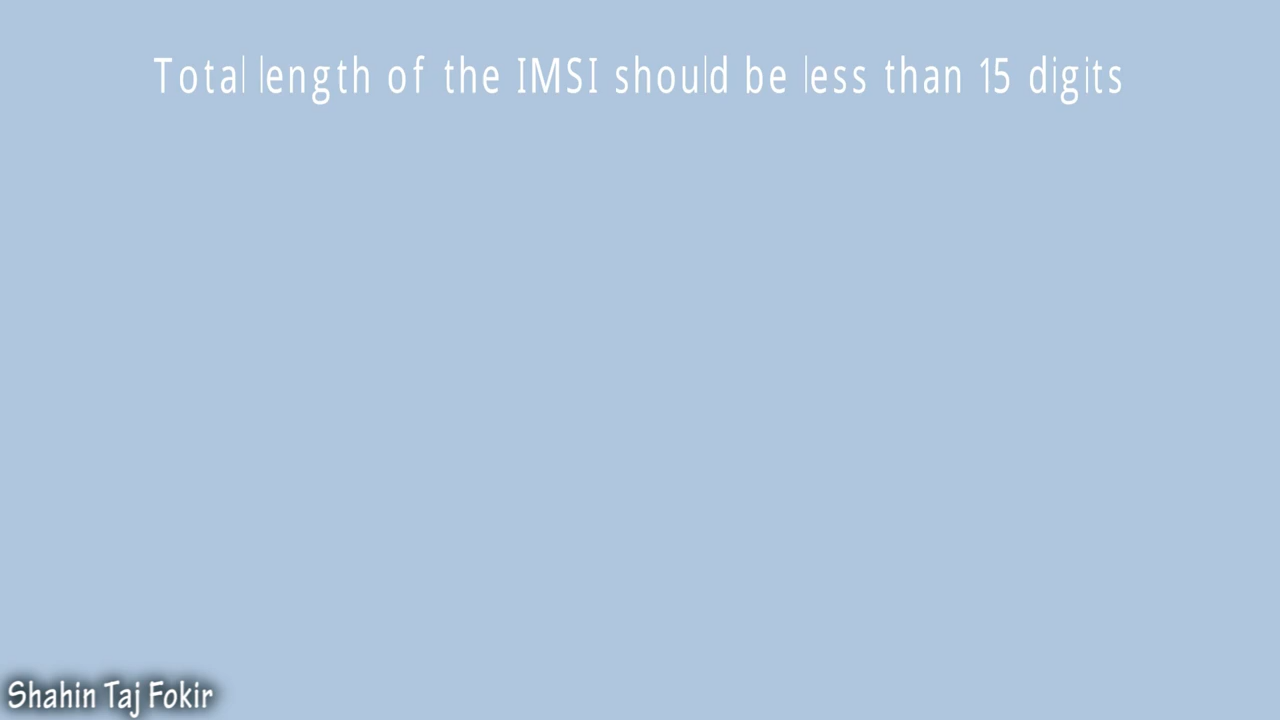 Total length of the IMSI should be less than 15 digits
Shahin Taj Fokir